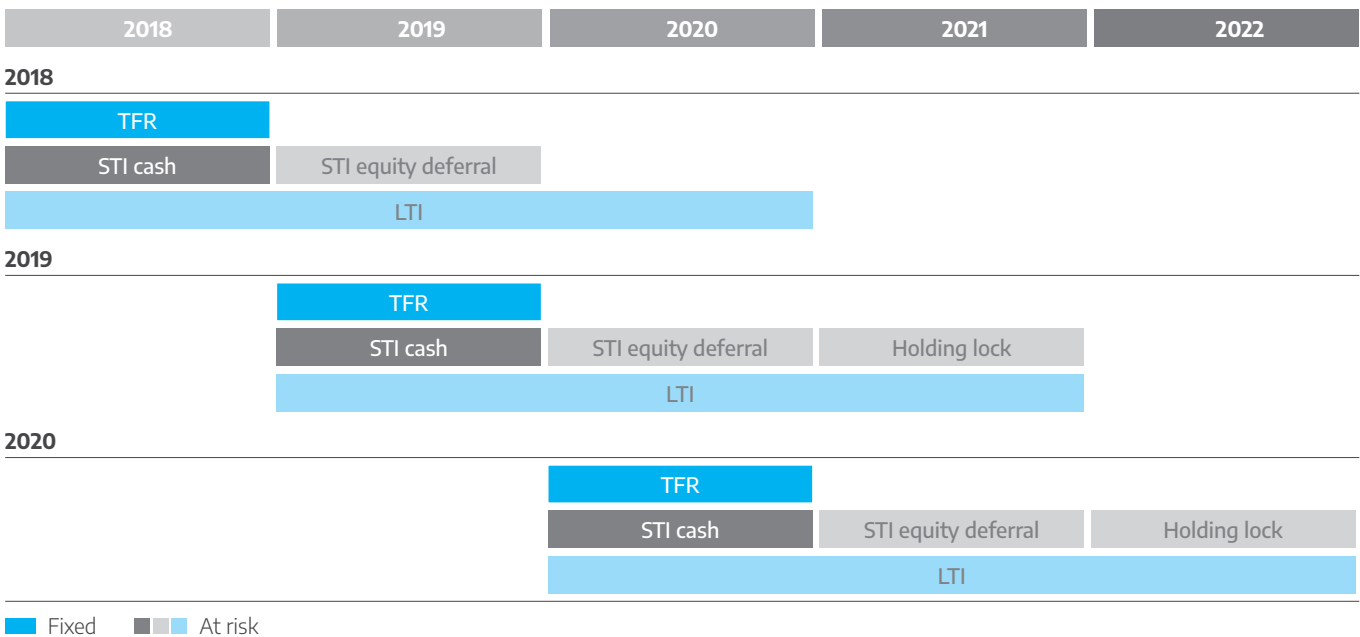 2018 2019 2020 2021 2022
2018
TFR
STI cash STI equity deferral
LTI
2019
TFR
STI cash STI equity deferral Holding lock
LTI
2020
TFR
STI cash STI equity deferral Holding lock
LTI
Fixed At risk